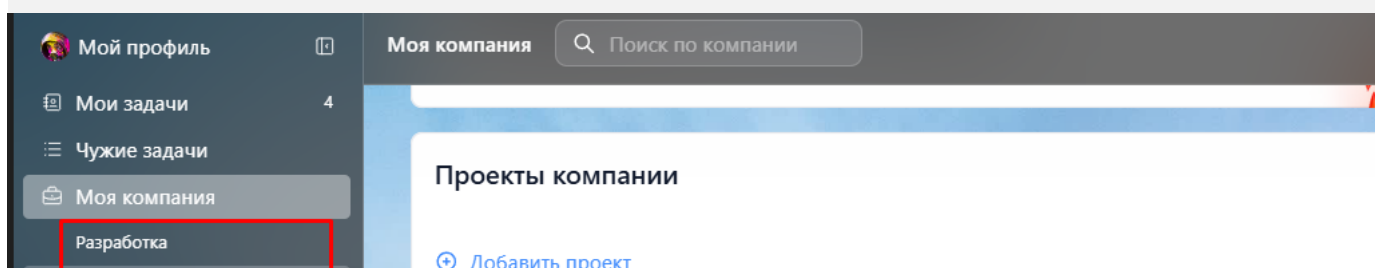 Мой профиль
Моя компания
Поиск по компании
Мои задачи 4
Чужие задачи
Проекты компании
Моя компания
Разработка
Добавить проект